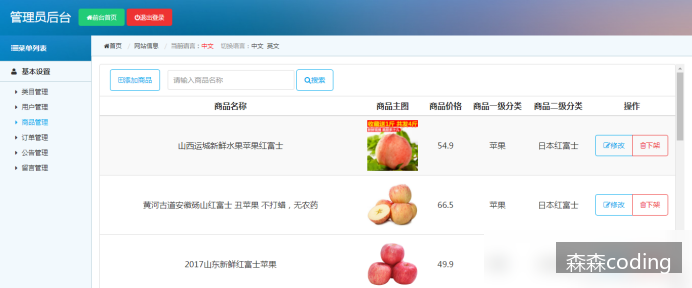 管理员后台 前台首页 退出登录
菜单列表
首页 / 网站信息 / 当前语言：中文 切换语言：中文 英文
基本设置
类目管理
用户管理
商品管理
订单管理
公告管理
留言管理
添加商品 请输入商品名称 搜索
商品名称 商品主图 商品价格 商品一级分类 商品二级分类 操作
山西运城新鲜水果苹果红富士 54.9 苹果 日本红富士 修改 下架
黄河古道安徽砀山红富士 丑苹果 不打蜡，无农药 66.5 苹果 日本红富士 修改 下架
2017山东新鲜红富士苹果 49.9
森森coding